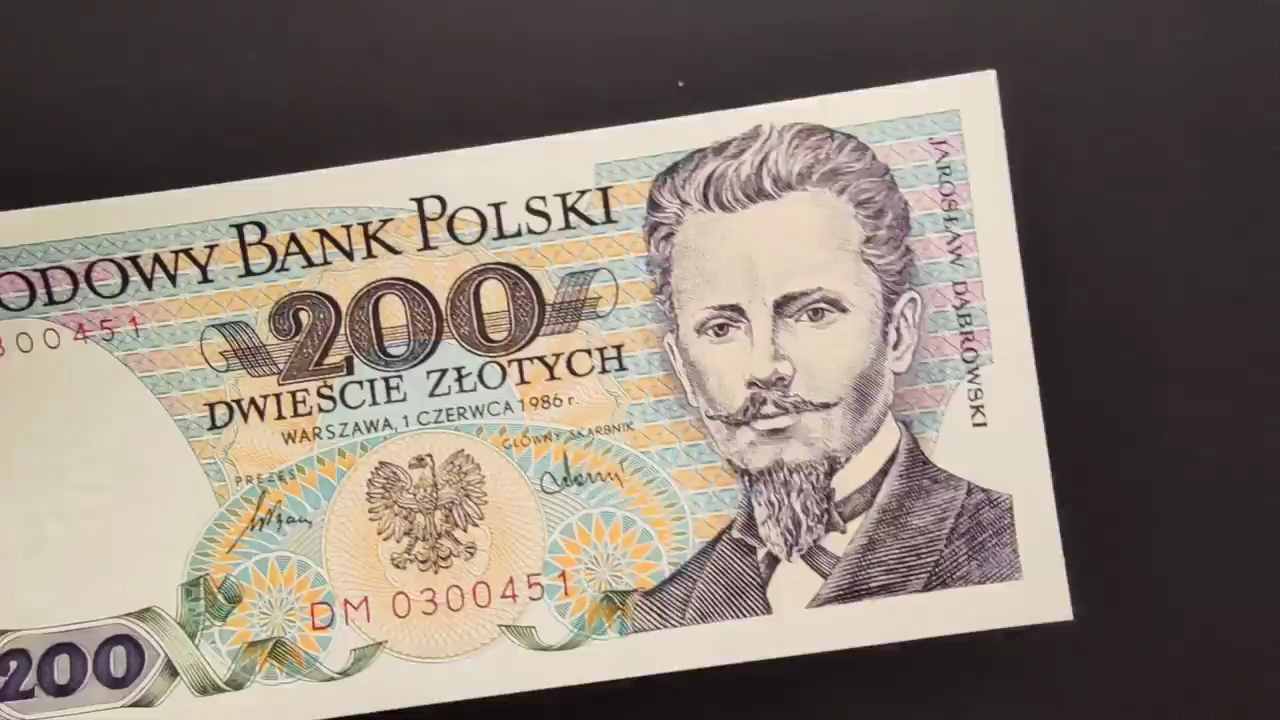 ODOWY BANK POLSKI
300451
200
DWIEŚCIE ZŁOTYCH
WARSZAWA, 1 CZERWCA 1986 r.
PREZES
GŁÓWNY SKARBNIK
DM 0300451
200
JAROSŁAW DĄBROWSKI